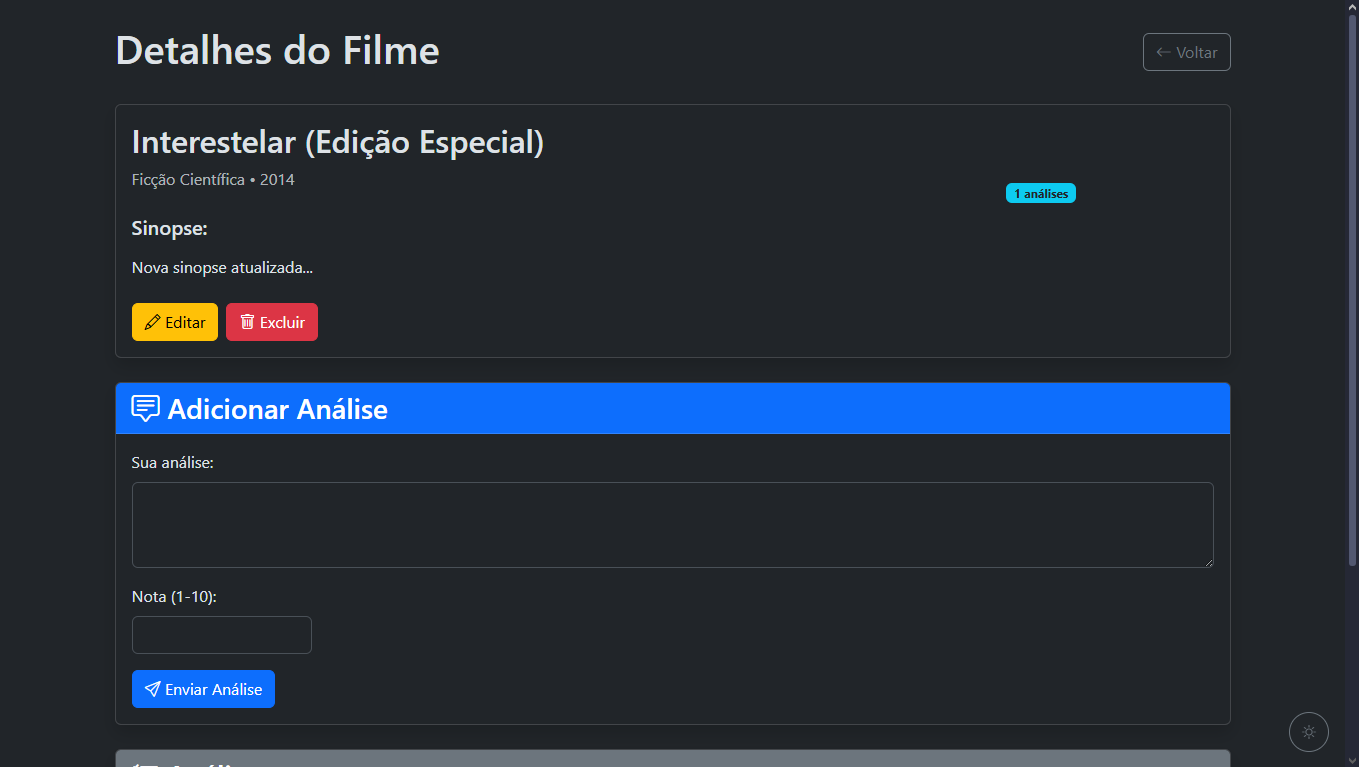 Detalhes do Filme
Voltar
Interestelar (Edição Especial)
Ficção Científica • 2014
1 análises
Sinopse:
Nova sinopse atualizada...
Editar
Excluir
Adicionar Análise
Sua análise:
Nota (1-10):
Enviar Análise